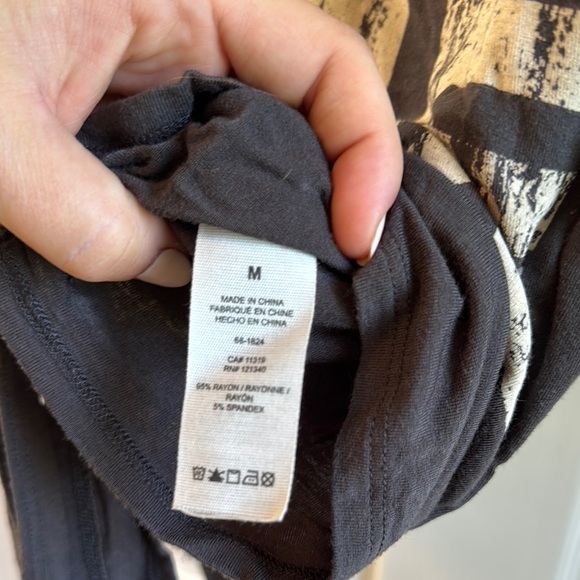 M
MADE IN CHINA
FABRIQUÉ EN CHINE
HECHO EN CHINA
66-1824
CA# 11319
RN# 121340
95% RAYON / RAYONNE /
RAYÓN
5% SPANDEX